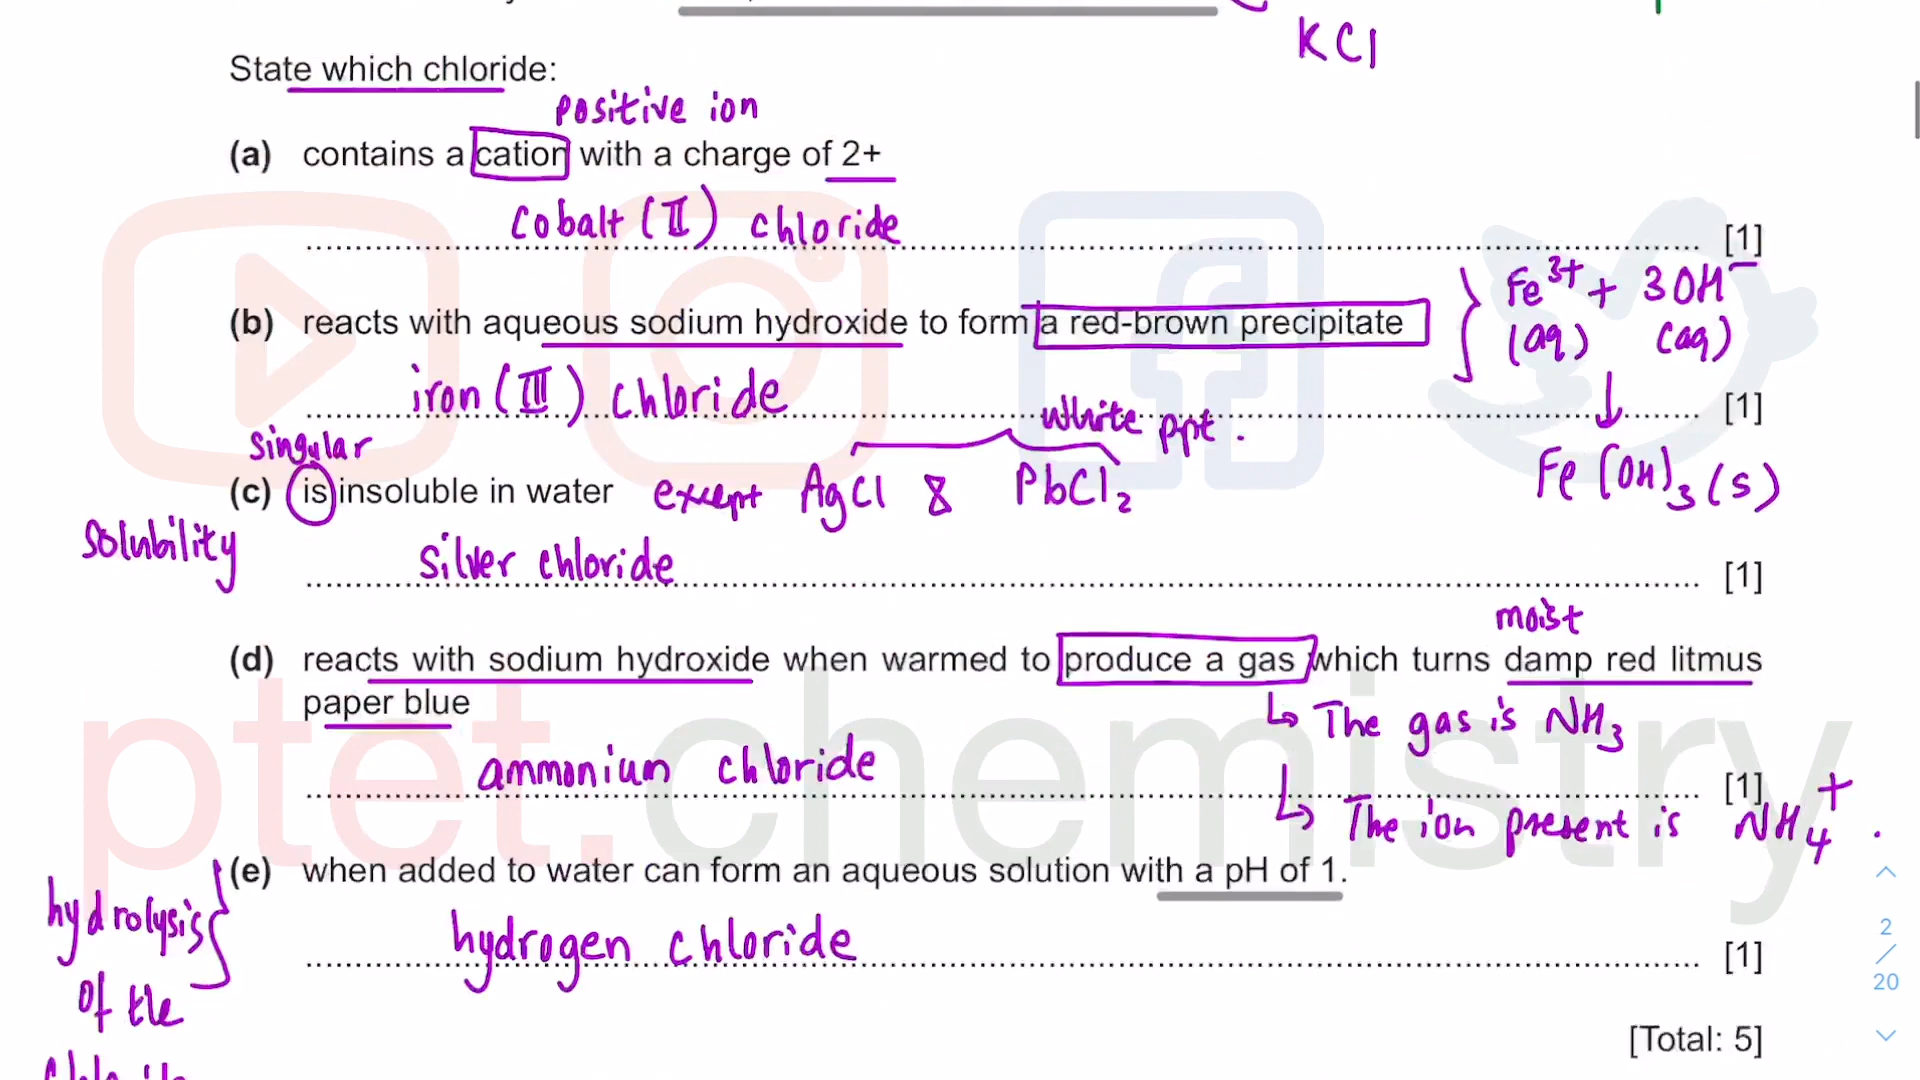 KCl
State which chloride:
positive ion
(a) contains a cation with a charge of 2+
cobalt (II) chloride [1]
(b) reacts with aqueous sodium hydroxide to form a red-brown precipitate
Fe³⁺ + 3OH⁻
(aq) (aq)
↓
Fe(OH)₃(s)
iron (III) chloride [1]
white ppt.
singular
(c) is insoluble in water except AgCl & PbCl₂
solubility
silver chloride [1]
moist
(d) reacts with sodium hydroxide when warmed to produce a gas which turns damp red litmus
paper blue
↳ The gas is NH₃
ammonium chloride [1]
↳ The ion present is NH₄⁺.
(e) when added to water can form an aqueous solution with a pH of 1.
hydrolysis
of the
hydrogen chloride [1]
[Total: 5]
ptet.chemistry
2
/
20